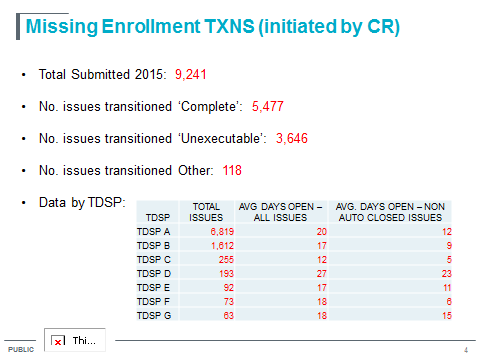 Missing Enrollment TXNS (initiated by CR)
• Total Submitted 2015: 9,241
• No. issues transitioned ‘Complete’: 5,477
• No. issues transitioned ‘Unexecutable’: 3,646
• No. issues transitioned Other: 118
• Data by TDSP:
TDSP TOTAL ISSUES AVG. DAYS OPEN – ALL ISSUES AVG. DAYS OPEN – NON AUTO CLOSED ISSUES
TDSP A 6,819 20 12
TDSP B 1,612 17 9
TDSP C 255 12 5
TDSP D 193 27 23
TDSP E 92 17 11
TDSP F 73 18 6
TDSP G 63 18 15
PUBLIC
Thi...
4